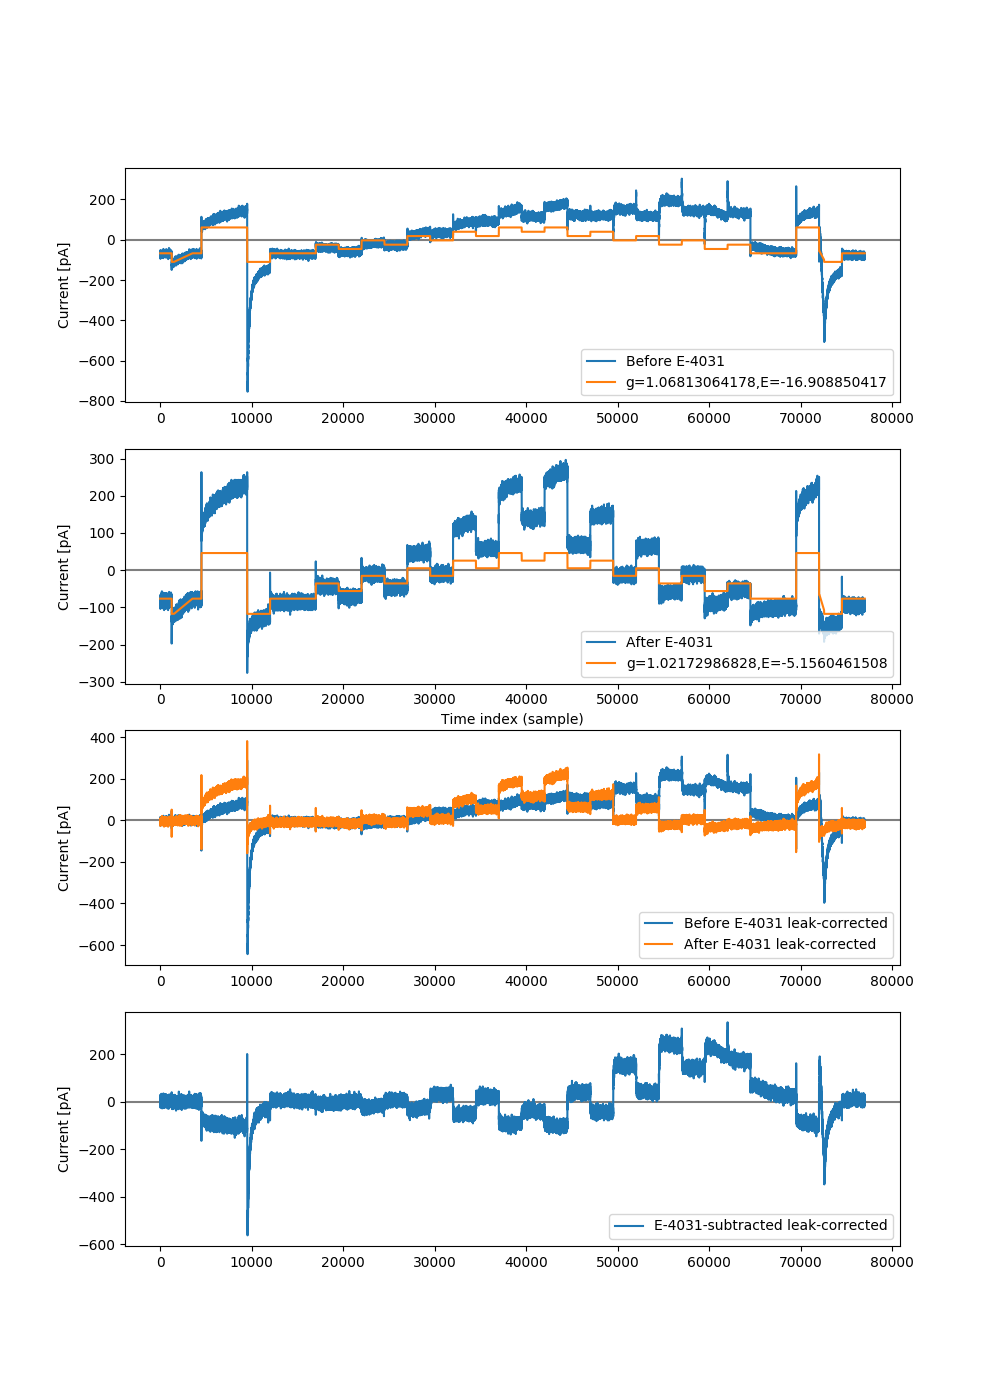 200
0
−200
−400
−600
−800
Current [pA]
Before E-4031
g=1.06813064178,E=-16.908850417
0 10000 20000 30000 40000 50000 60000 70000 80000
300
200
100
0
−100
−200
−300
Current [pA]
After E-4031
g=1.02172986828,E=-5.1560461508
0 10000 20000 30000 40000 50000 60000 70000 80000
Time index (sample)
400
200
0
−200
−400
−600
Current [pA]
Before E-4031 leak-corrected
After E-4031 leak-corrected
0 10000 20000 30000 40000 50000 60000 70000 80000
200
0
−200
−400
−600
Current [pA]
E-4031-subtracted leak-corrected
0 10000 20000 30000 40000 50000 60000 70000 80000